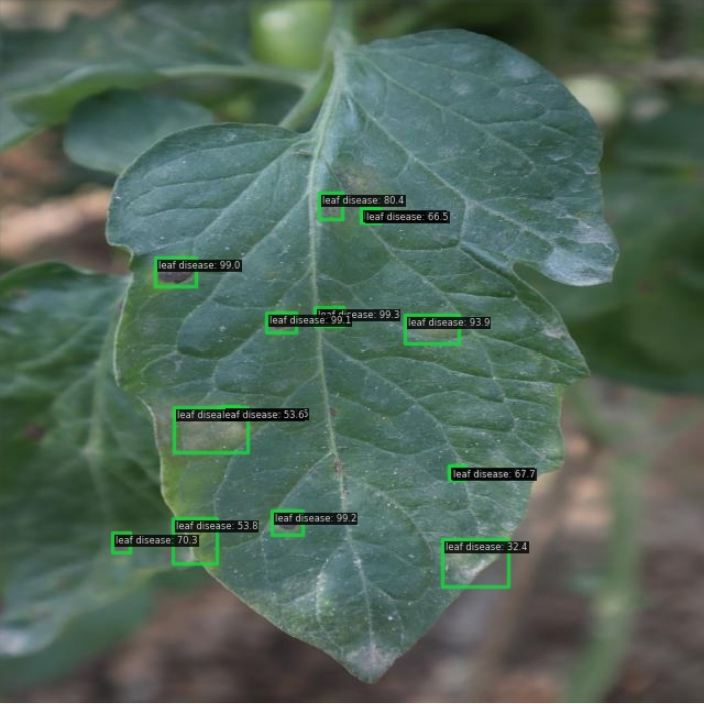 leaf disease: 80.4
leaf disease: 66.5
leaf disease: 99.0
leaf disease: 99.3
leaf disease: 99.1
leaf disease: 93.9
leaf disease: 53.6
leaf disease: 67.7
leaf disease: 99.2
leaf disease: 53.8
leaf disease: 70.3
leaf disease: 32.4